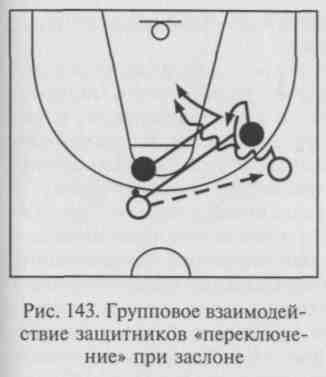 Рис. 143. Групповое взаимодей-
ствие защитников «переключе-
ние» при заслоне